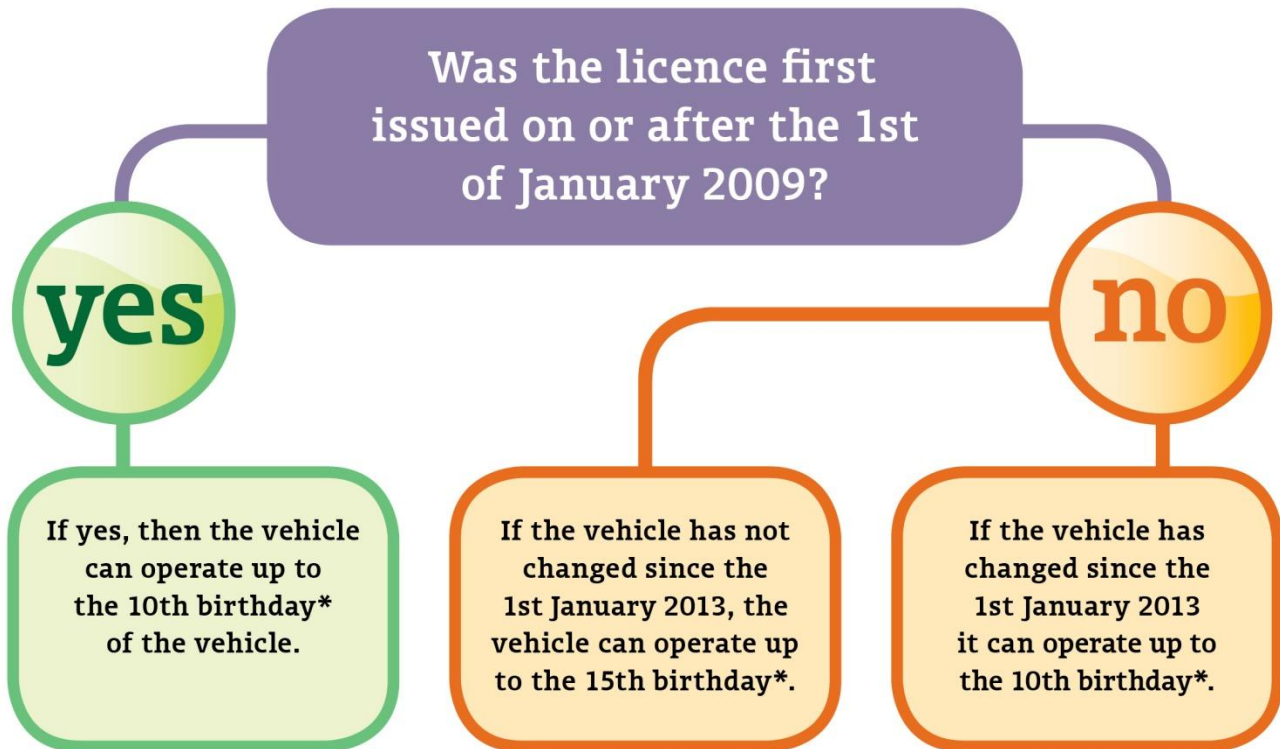 Was the licence first
issued on or after the 1st
of January 2009?
yes
no
If yes, then the vehicle
can operate up to
the 10th birthday*
of the vehicle.
If the vehicle has not
changed since the
1st January 2013, the
vehicle can operate up
to the 15th birthday*.
If the vehicle has
changed since the
1st January 2013
it can operate up to
the 10th birthday*.